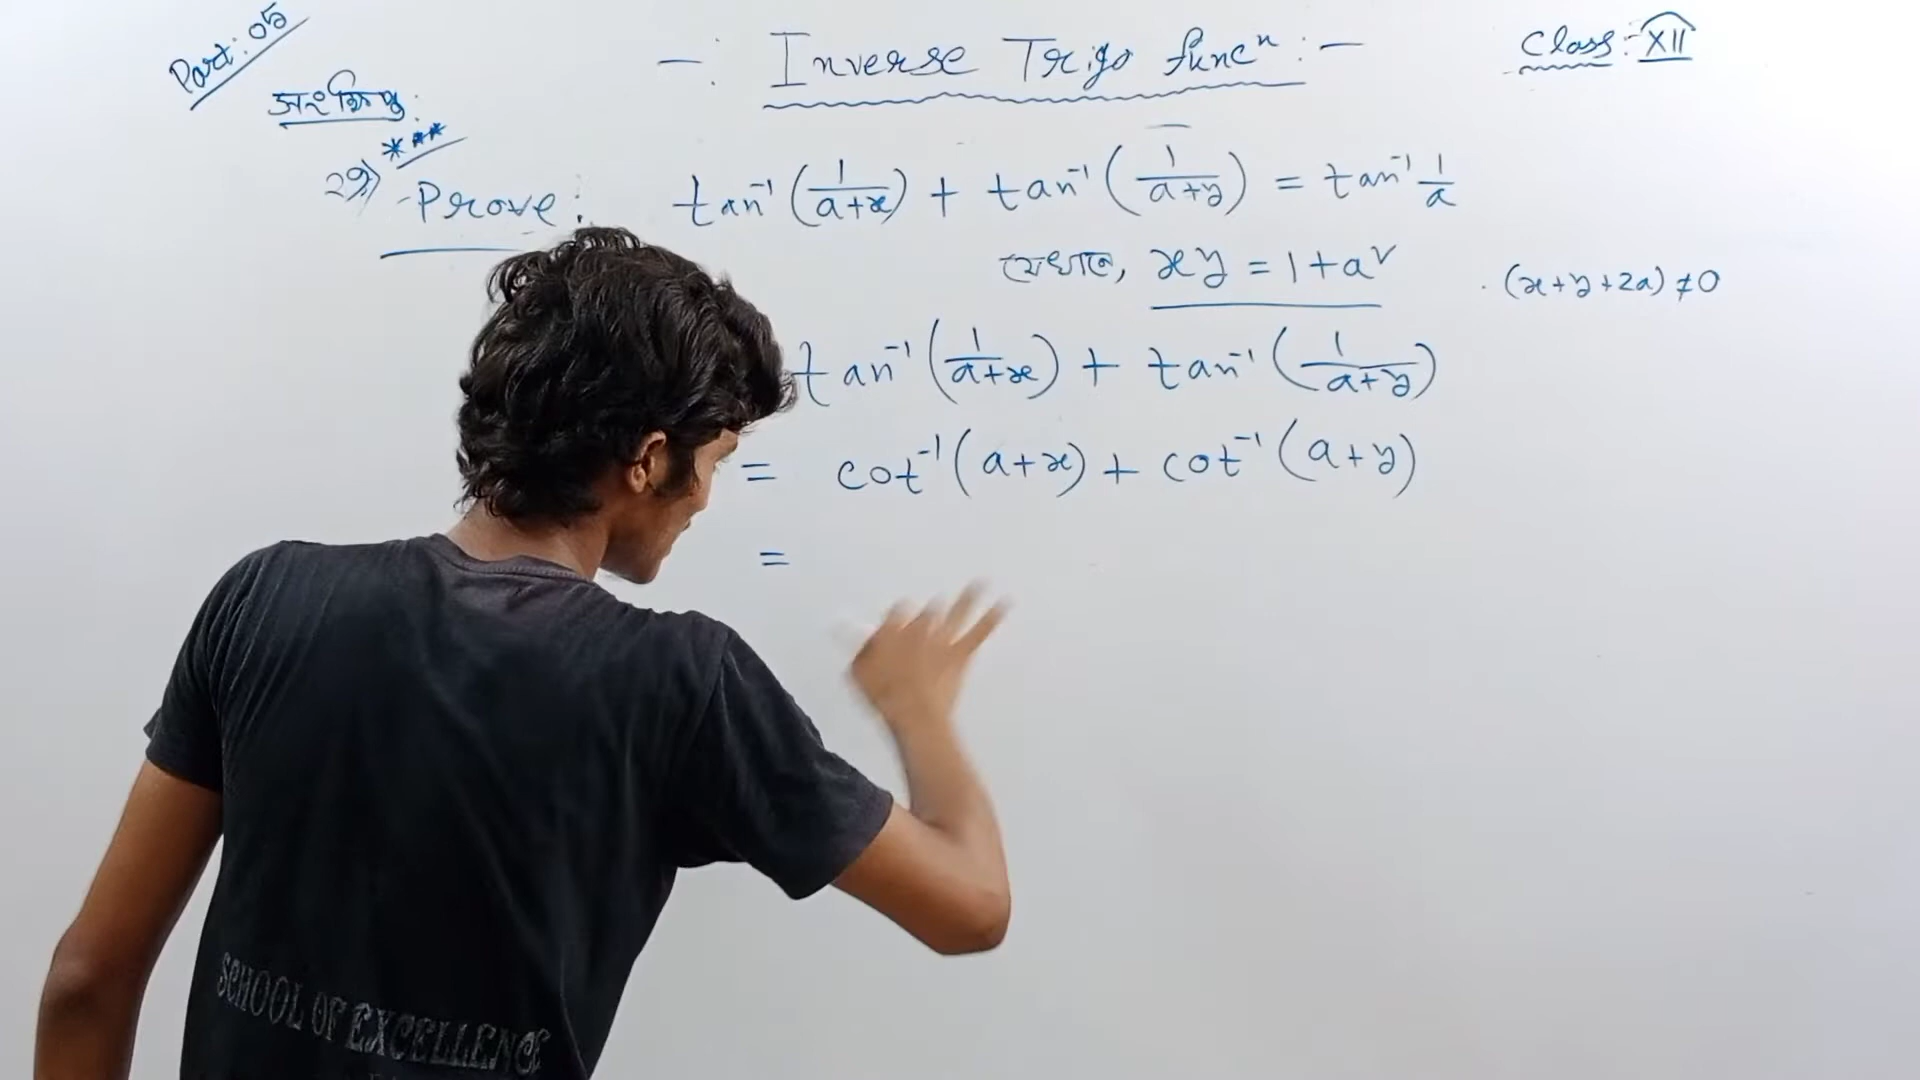 Part: 05
-: Inverse Trigo funcⁿ :-
Class:- XII
অংকিত:
***
29) Prove: tan⁻¹ (1/(a+x)) + tan⁻¹ (1/(a+y)) = tan⁻¹ 1/a
যেখানে, xy = 1 + a² . (x+y+2a) ≠ 0
tan⁻¹ (1/(a+x)) + tan⁻¹ (1/(a+y))
= cot⁻¹ (a+x) + cot⁻¹ (a+y)
=
SCHOOL OF EXCELLENCE